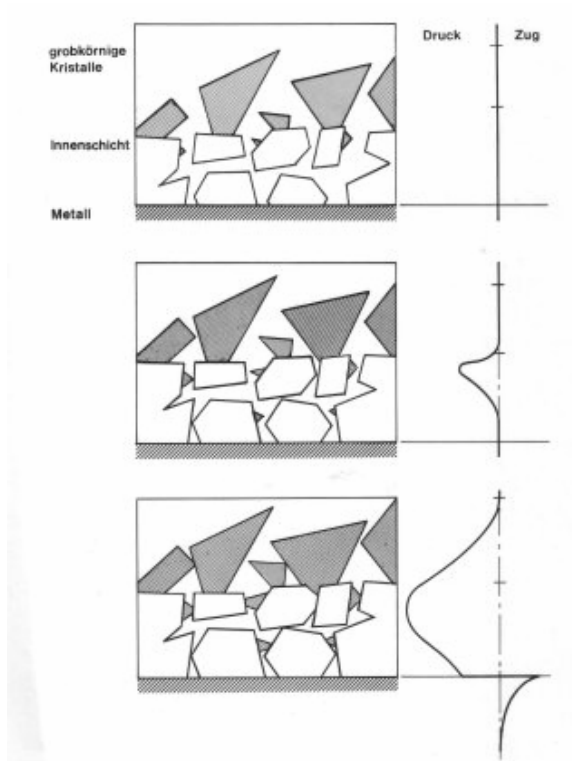 grobkörnige
Kristalle
Druck Zug
Innenschicht
Metall